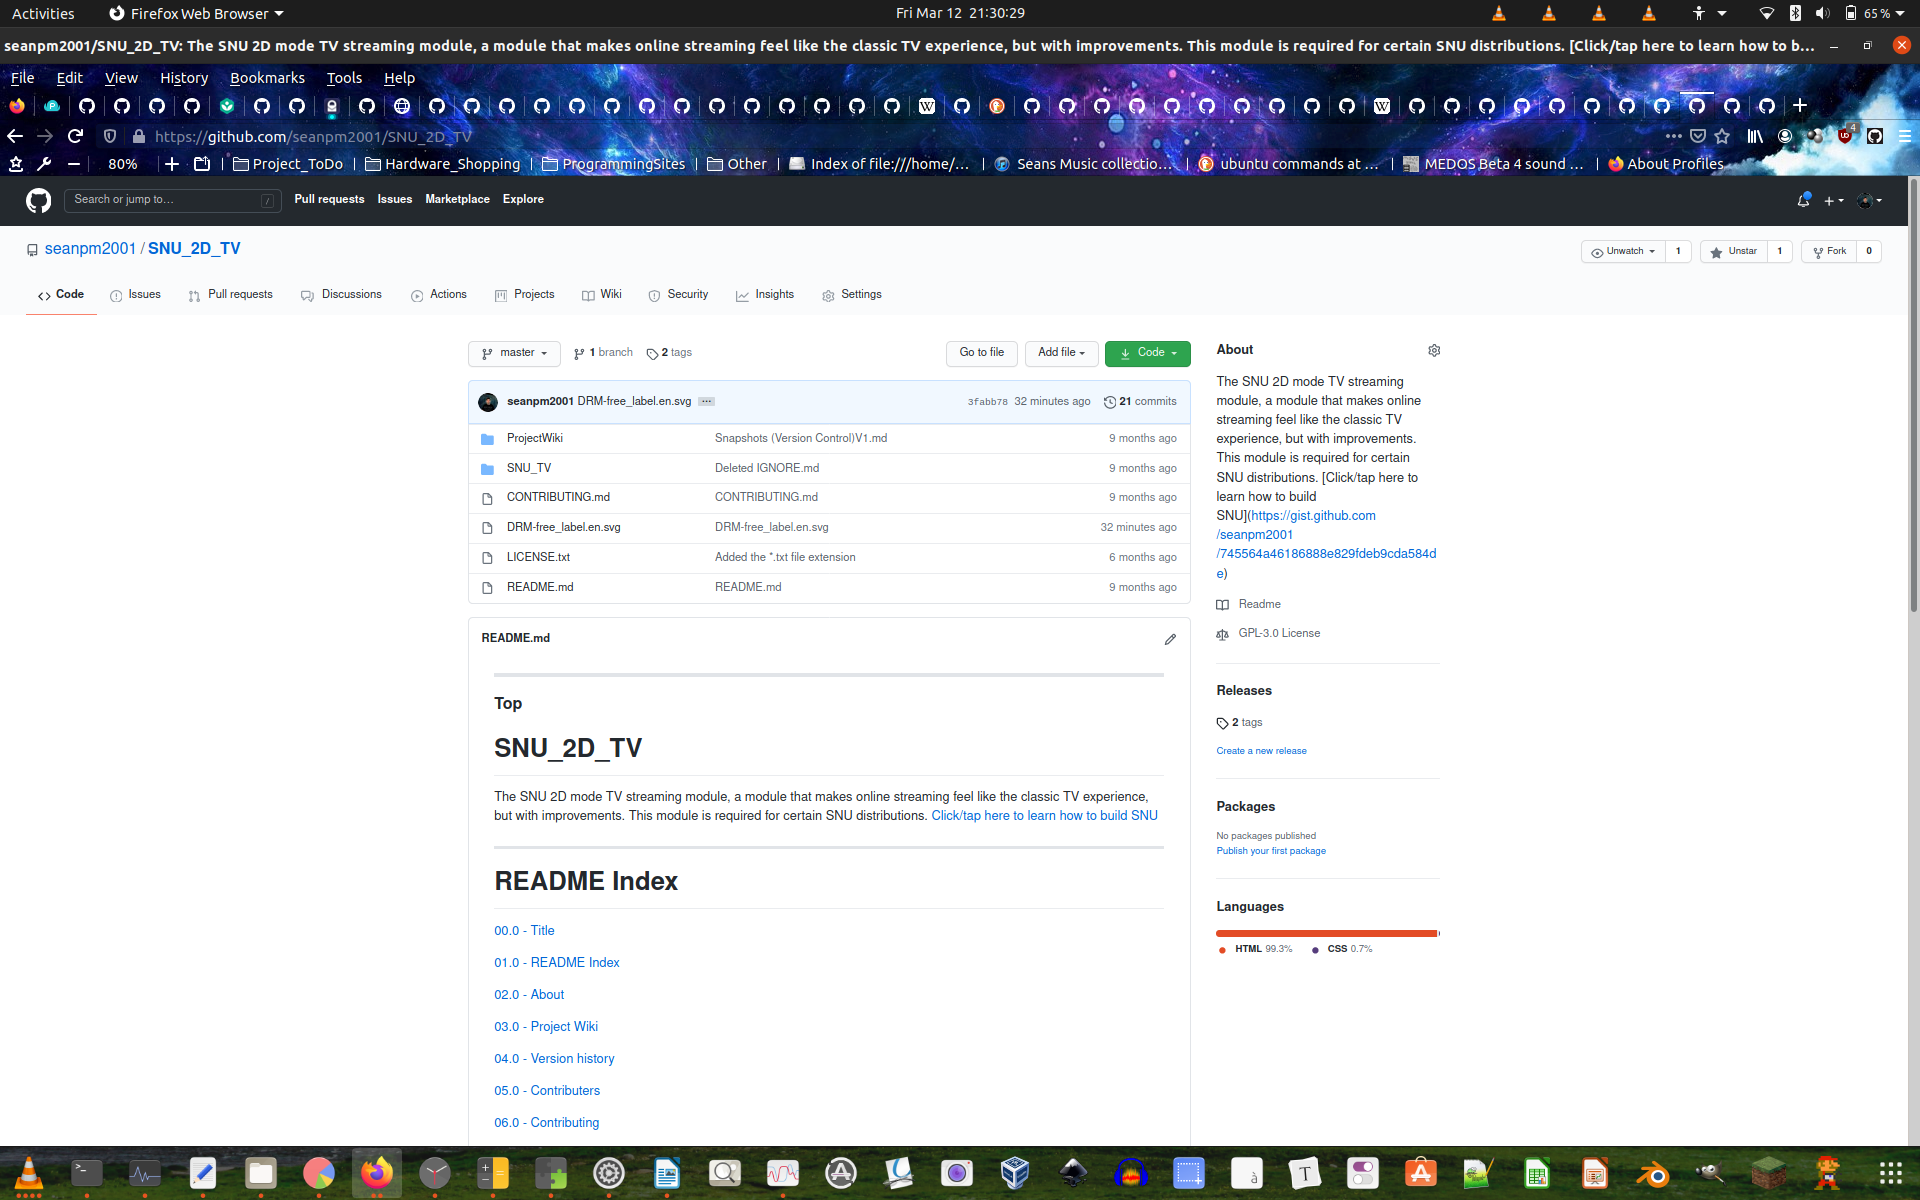 Activities
Firefox Web Browser
Fri Mar 12  21:30:29
65 %
seanpm2001/SNU_2D_TV: The SNU 2D mode TV streaming module, a module that makes online streaming feel like the classic TV experience, but with improvements. This module is required for certain SNU distributions. [Click/tap here to learn how to b...
File Edit View History Bookmarks Tools Help
https://github.com/seanpm2001/SNU_2D_TV
4
80%
Project_ToDo
Hardware_Shopping
ProgrammingSites
Other
Index of file:///home/...
Seans Music collectio...
ubuntu commands at ...
MEDOS Beta 4 sound ...
About Profiles
Search or jump to...
/
Pull requests Issues Marketplace Explore
seanpm2001 / SNU_2D_TV
Unwatch 1
Unstar 1
Fork 0
Code
Issues
Pull requests
Discussions
Actions
Projects
Wiki
Security
Insights
Settings
master
1 branch
2 tags
Go to file
Add file
Code
seanpm2001 DRM-free_label.en.svg ...
3fabb78 32 minutes ago
21 commits
ProjectWiki Snapshots (Version Control)V1.md 9 months ago
SNU_TV Deleted IGNORE.md 9 months ago
CONTRIBUTING.md CONTRIBUTING.md 9 months ago
DRM-free_label.en.svg DRM-free_label.en.svg 32 minutes ago
LICENSE.txt Added the *.txt file extension 6 months ago
README.md README.md 9 months ago
README.md
Top
SNU_2D_TV
The SNU 2D mode TV streaming module, a module that makes online streaming feel like the classic TV experience,
but with improvements. This module is required for certain SNU distributions. Click/tap here to learn how to build SNU
README Index
00.0 - Title
01.0 - README Index
02.0 - About
03.0 - Project Wiki
04.0 - Version history
05.0 - Contributers
06.0 - Contributing
About
The SNU 2D mode TV streaming
module, a module that makes online
streaming feel like the classic TV
experience, but with improvements.
This module is required for certain
SNU distributions. [Click/tap here to
learn how to build
SNU](https://gist.github.com
/seanpm2001
/745564a46186888e829fdeb9cda584d
e)
Readme
GPL-3.0 License
Releases
2 tags
Create a new release
Packages
No packages published
Publish your first package
Languages
HTML 99.3%
CSS 0.7%